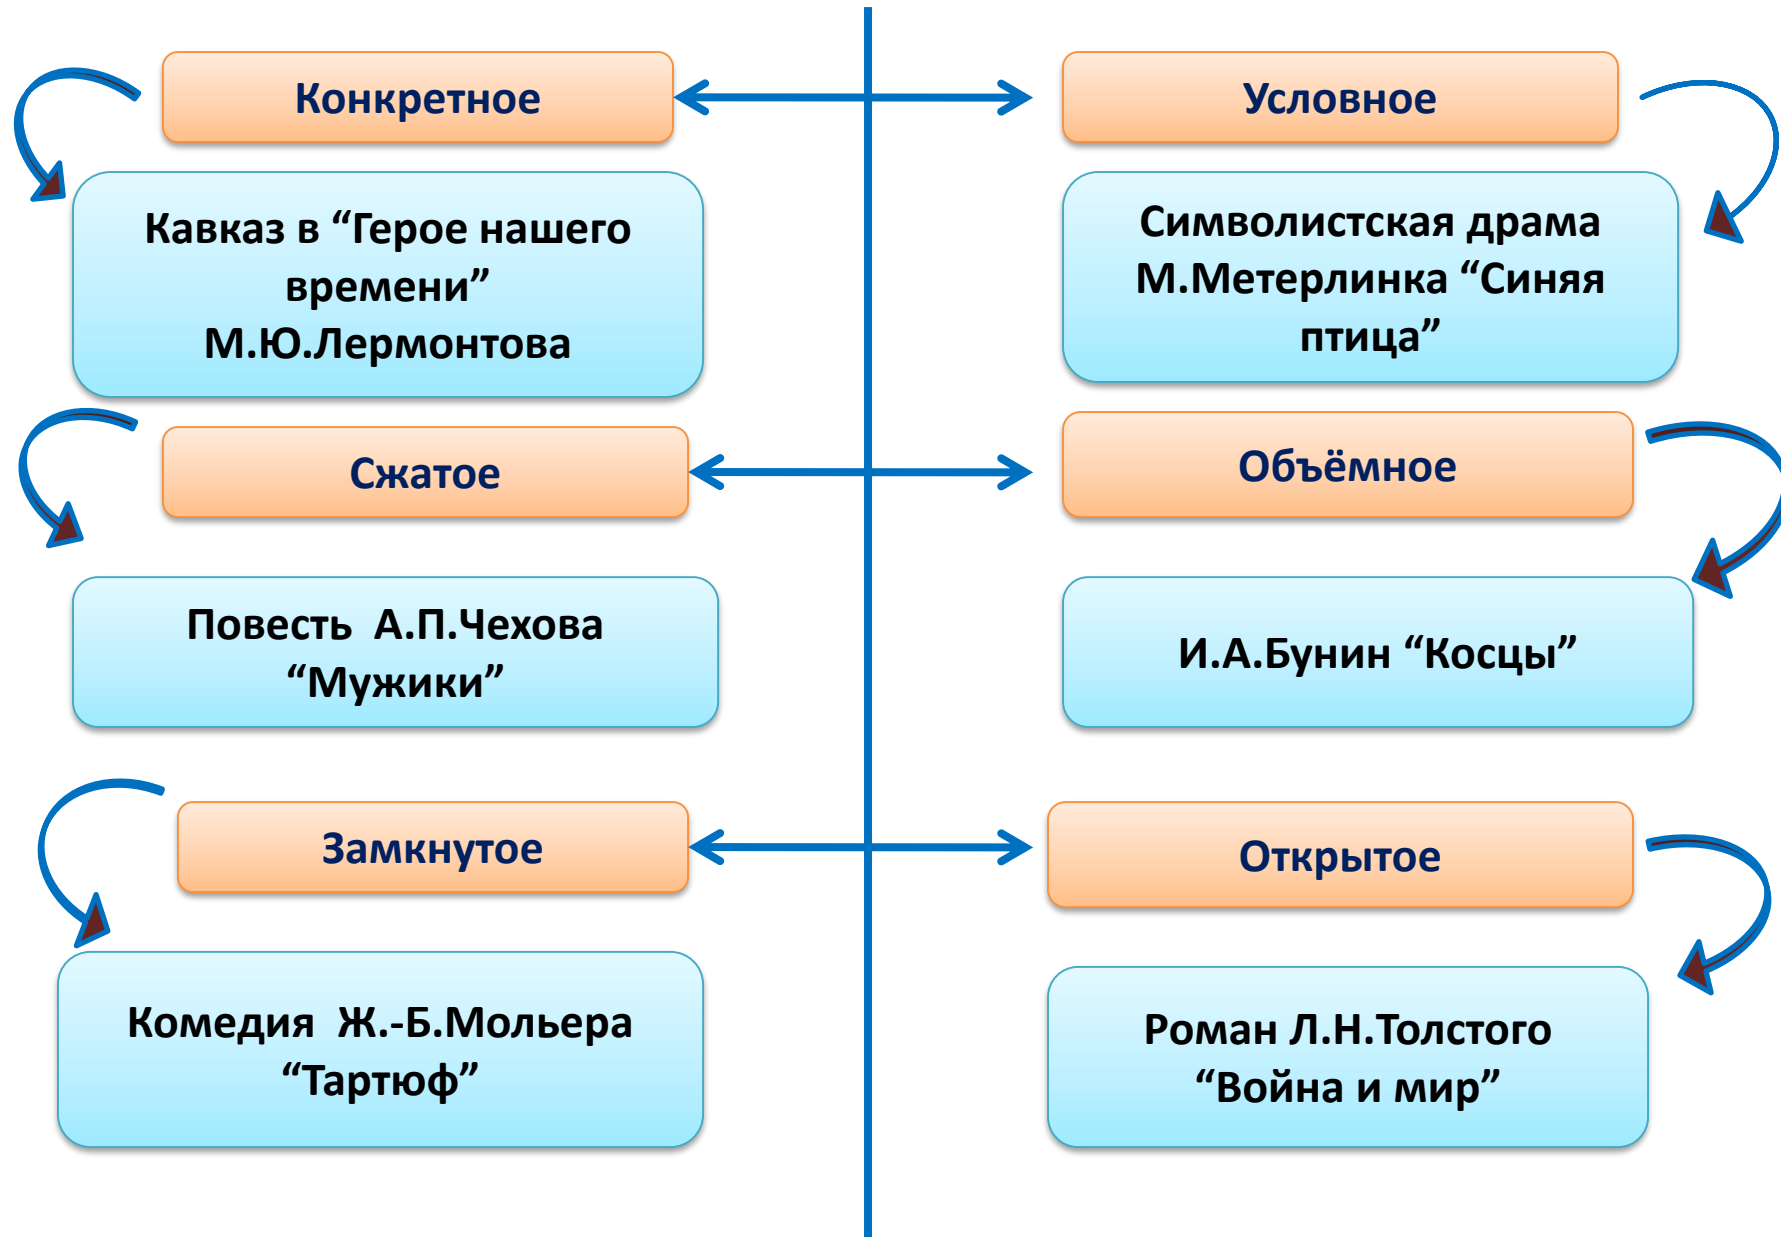 Конкретное
Условное
Кавказ в “Герое нашего
времени”
М.Ю.Лермонтова
Символистская драма
М.Метерлинка “Синяя
птица”
Сжатое
Объёмное
Повесть А.П.Чехова
“Мужики”
И.А.Бунин “Косцы”
Замкнутое
Открытое
Комедия Ж.-Б.Мольера
“Тартюф”
Роман Л.Н.Толстого
“Война и мир”